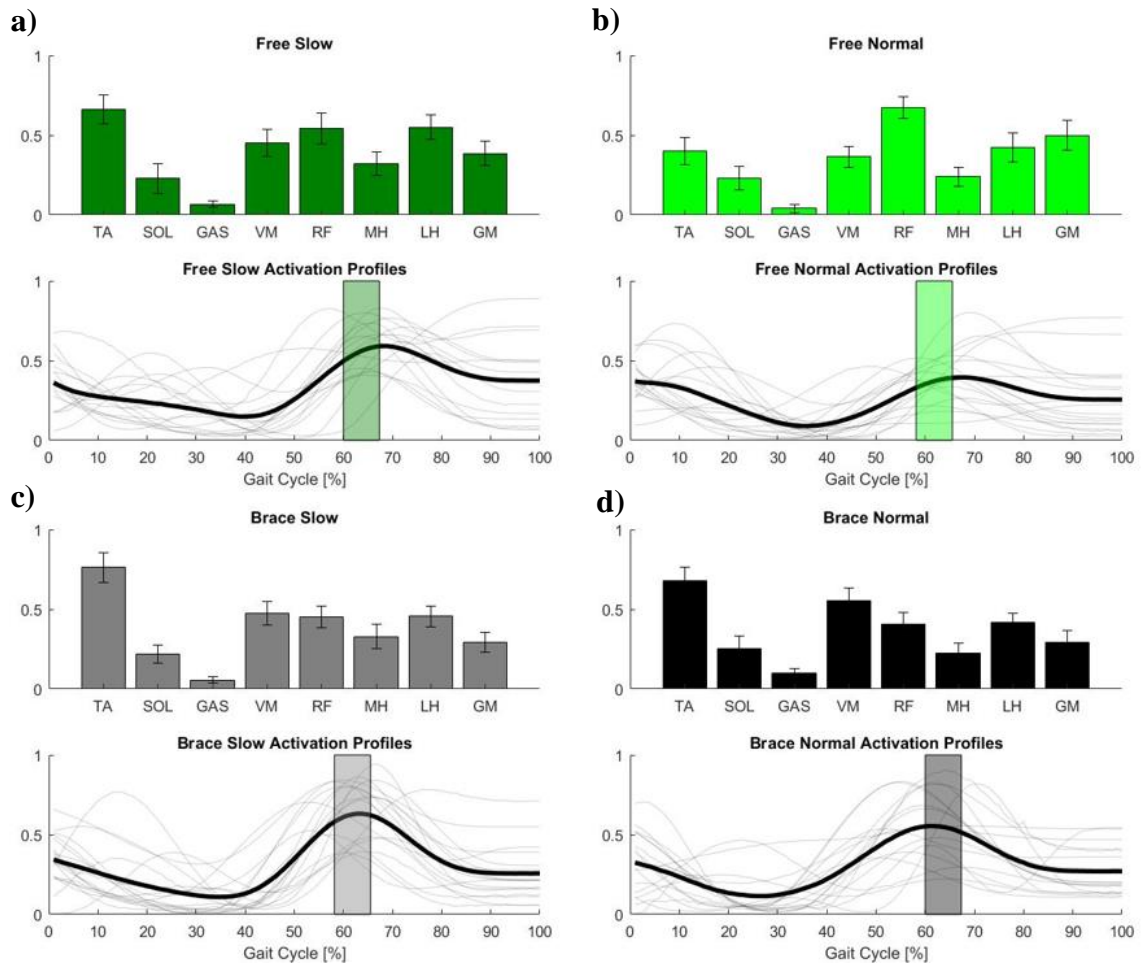 a)
Free Slow
1
0.5
0
TA SOL GAS VM RF MH LH GM
Free Slow Activation Profiles
1
0.5
0
0 10 20 30 40 50 60 70 80 90 100
Gait Cycle [%]
b)
Free Normal
1
0.5
0
TA SOL GAS VM RF MH LH GM
Free Normal Activation Profiles
1
0.5
0
0 10 20 30 40 50 60 70 80 90 100
Gait Cycle [%]
c)
Brace Slow
1
0.5
0
TA SOL GAS VM RF MH LH GM
Brace Slow Activation Profiles
1
0.5
0
0 10 20 30 40 50 60 70 80 90 100
Gait Cycle [%]
d)
Brace Normal
1
0.5
0
TA SOL GAS VM RF MH LH GM
Brace Normal Activation Profiles
1
0.5
0
0 10 20 30 40 50 60 70 80 90 100
Gait Cycle [%]